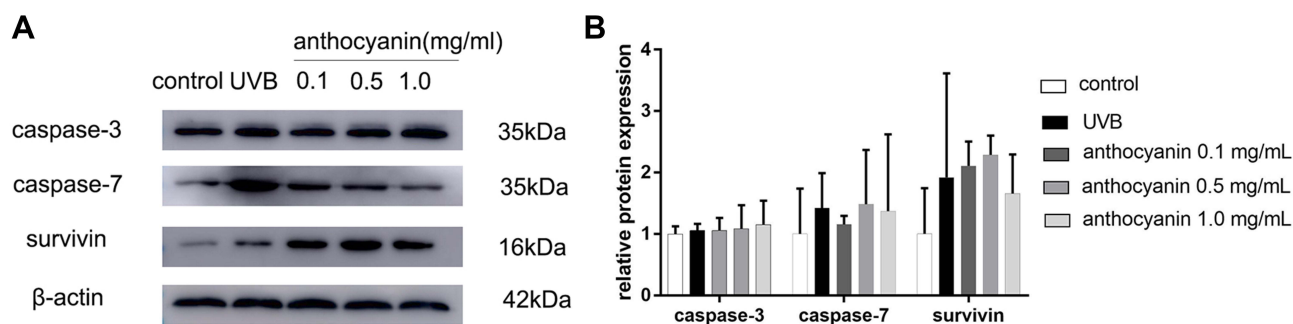 A
anthocyanin(mg/ml)
control UVB 0.1 0.5 1.0
caspase-3 35kDa
caspase-7 35kDa
survivin 16kDa
β-actin 42kDa
B
relative protein expression
4
3
2
1
0
caspase-3 caspase-7 survivin
control
UVB
anthocyanin 0.1 mg/mL
anthocyanin 0.5 mg/mL
anthocyanin 1.0 mg/mL